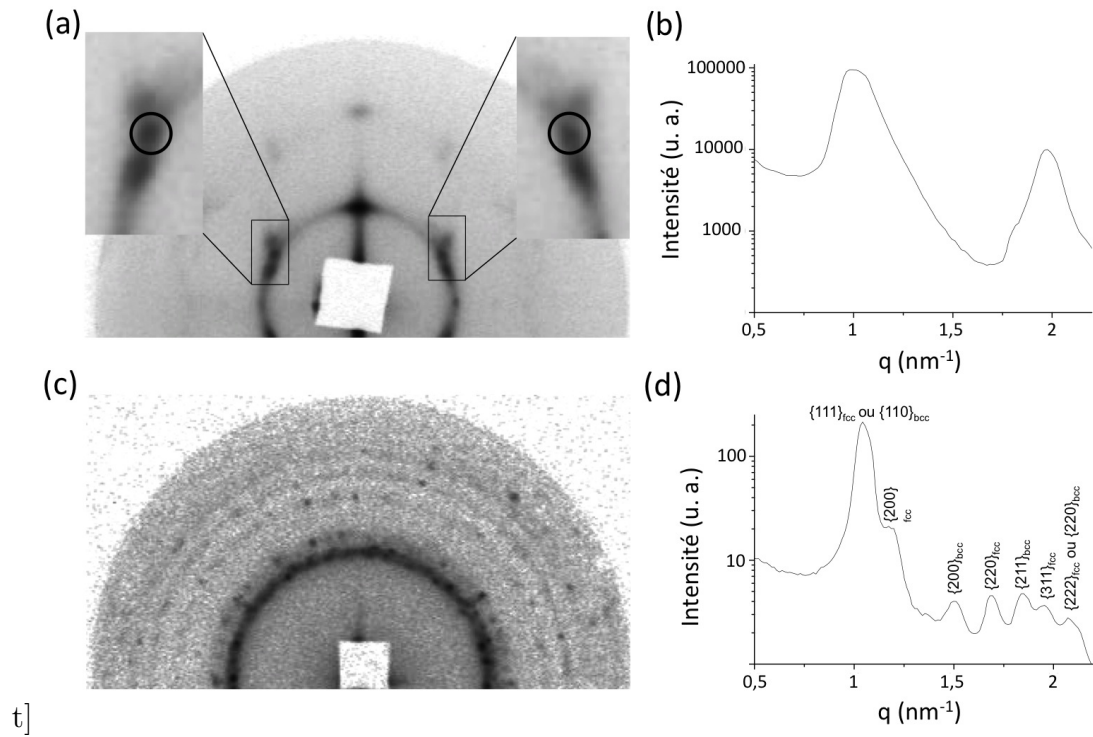 (a)
(b)
100000
10000
1000
Intensité (u. a.)
0,5
1
1,5
2
q (nm⁻¹)
(c)
(d)
{111}fcc ou {110}bcc
{200}fcc
{200}bcc
{220}fcc
{211}bcc
{311}fcc
{222}fcc ou {220}bcc
100
10
Intensité (u. a.)
0,5
1
1,5
2
q (nm⁻¹)
t]